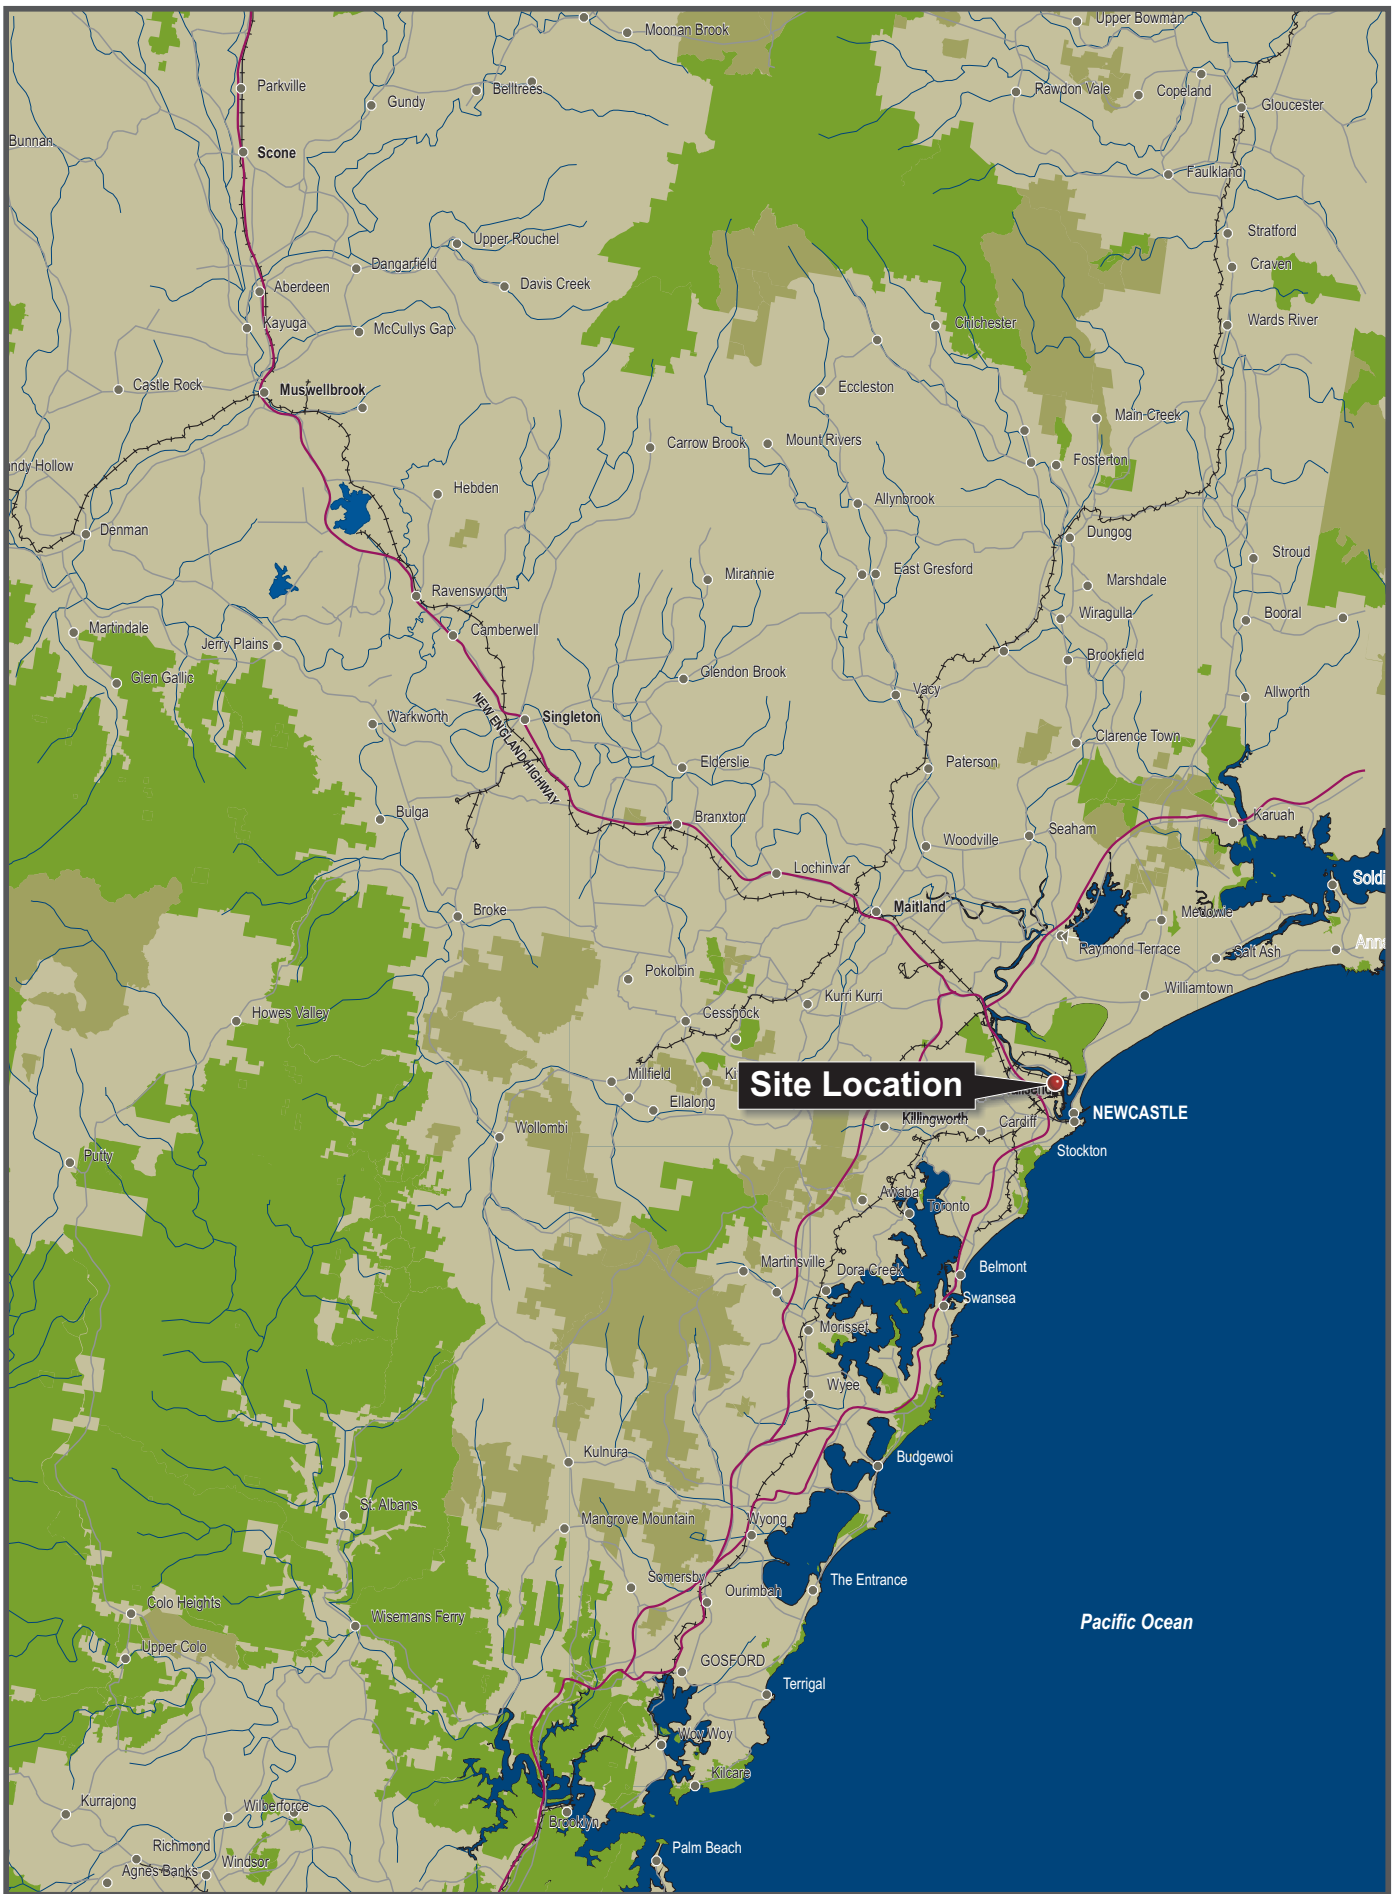 Upper Bowman
Moonan Brook
Parkville
Gundy
Belltrees
Rawdon Vale
Copeland
Gloucester
Bunnan
Scone
Faulkland
Upper Rouchel
Stratford
Dangarfield
Craven
Aberdeen
Davis Creek
Kayuga
McCullys Gap
Chichester
Wards River
Castle Rock
Muswellbrook
Eccleston
Main Creek
Carrow Brook
Mount Rivers
andy Hollow
Fosterton
Hebden
Allynbrook
Denman
Dungog
Stroud
Mirannie
East Gresford
Marshdale
Ravensworth
Wiragulla
Booral
Martindale
Camberwell
Jerry Plains
Brookfield
Glen Gallic
Glendon Brook
Vacy
Allworth
Warkworth
NEW ENGLAND HIGHWAY
Singleton
Clarence Town
Elderslie
Paterson
Bulga
Branxton
Karuah
Seaham
Woodville
Lochinvar
Soldi
Broke
Maitland
Medowie
Raymond Terrace
Anna
Salt Ash
Pokolbin
Williamtown
Kurri Kurri
Howes Valley
Cessnock
Millfield
Ki
Site Location
Ellalong
NEWCASTLE
Killingworth
Cardiff
Wollombi
Stockton
Putty
Awaba
Toronto
Martinsville
Dora Creek
Belmont
Swansea
Morisset
Wyee
Kulnura
Budgewoi
St. Albans
Mangrove Mountain
Wyong
Somersby
Ourimbah
The Entrance
Colo Heights
Wisemans Ferry
Pacific Ocean
Upper Colo
GOSFORD
Terrigal
Woy Woy
Kilcare
Kurrajong
Wilberforce
Brooklyn
Richmond
Palm Beach
Agnes Banks
Windsor